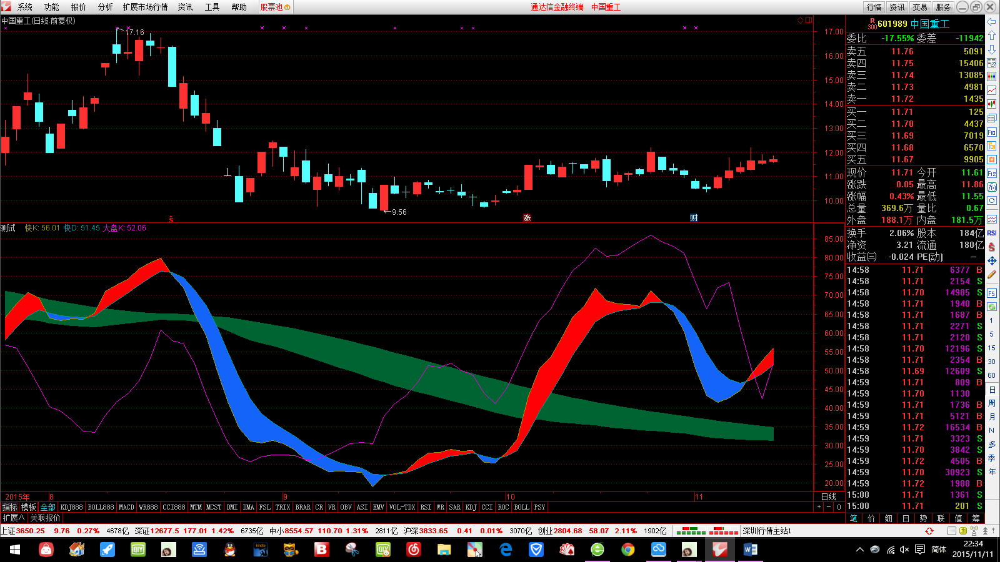 系统 功能 报价 分析 扩展市场行情 资讯 工具 帮助 股票池 通达信金融终端 中国重工 行情 资讯 交易 服务
中国重工(日线.前复权)
17.16
9.56
17.00
16.00
15.00
14.00
13.00
12.00
11.00
10.00
涨 财
测试 快K: 56.01 快D: 51.45 大盘K: 52.06
85.00
80.00
75.00
70.00
65.00
60.00
55.00
50.00
45.00
40.00
35.00
30.00
25.00
20.00
2015年 8 9 10 11 日线
指标 模板 全部 KDJ888 BOLL888 MACD WR888 CCI888 MTM MCST DMI DMA FSL TRIX BRAR CR VR OBV ASI EMV VOL-TDX RSI WR SAR KDJ CCI ROC BOLL PSY + − 0
扩展∧ 关联报价
R300 601989 中国重工
委比 -17.55% 委差 -11942
卖五 11.76 5091
卖四 11.75 15406
卖三 11.74 13085
卖二 11.73 4981
卖一 11.72 1435
买一 11.71 125
买二 11.70 4437
买三 11.69 7019
买四 11.68 6570
买五 11.67 9905
现价 11.71 今开 11.61
涨跌 0.05 最高 11.86
涨幅 0.43% 最低 11.55
总量 369.6万 量比 0.67
外盘 188.1万 内盘 181.5万
换手 2.06% 股本 184亿
净资 3.21 流通 180亿
收益(三) -0.024 PE(动) −
14:58 11.71 6377 B
14:58 11.71 2154 S
14:58 11.70 14985 S
14:58 11.71 1940 B
14:58 11.71 1687 B
14:58 11.71 2271 S
14:58 11.71 2120 S
14:58 11.70 12196 S
14:58 11.71 2354 B
14:58 11.69 12609 S
14:59 11.71 809 B
14:59 11.70 1130
14:59 11.71 1736 B
14:59 11.71 5121 B
14:59 11.72 16534 B
14:59 11.71 3323 S
14:59 11.70 3842 S
14:59 11.72 4505 B
14:59 11.70 30923 S
14:59 11.72 1988 B
15:00 11.71 1361 S
15:00 11.71 201 S
笔 价 细 日 势 联 值 筹
F10
自
F12
f(x)
RSI
F5
1
5
15
30
60
日
周
月
N
多
季
年
上证3650.25 9.76 0.27% 4678亿 深证12677.5 177.01 1.42% 6735亿 中小8554.57 110.70 1.31% 2811亿 沪深3833.65 0.41 0.01% 3070亿 创业2804.68 58.07 2.11% 1902亿 深圳行情主站1
DIY kindle B DIY W 简体 22:34
2015/11/11